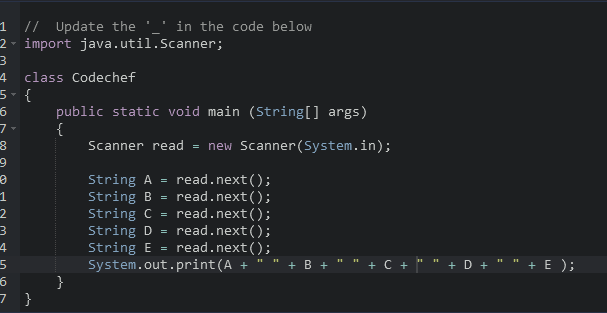 1 //  Update the '_' in the code below
2 import java.util.Scanner;
3
4 class Codechef
5 {
6     public static void main (String[] args)
7     {
8         Scanner read = new Scanner(System.in);
9
0         String A = read.next();
1         String B = read.next();
2         String C = read.next();
3         String D = read.next();
4         String E = read.next();
5         System.out.print(A + " " + B + " " + C + " " + D + " " + E );
6     }
7 }